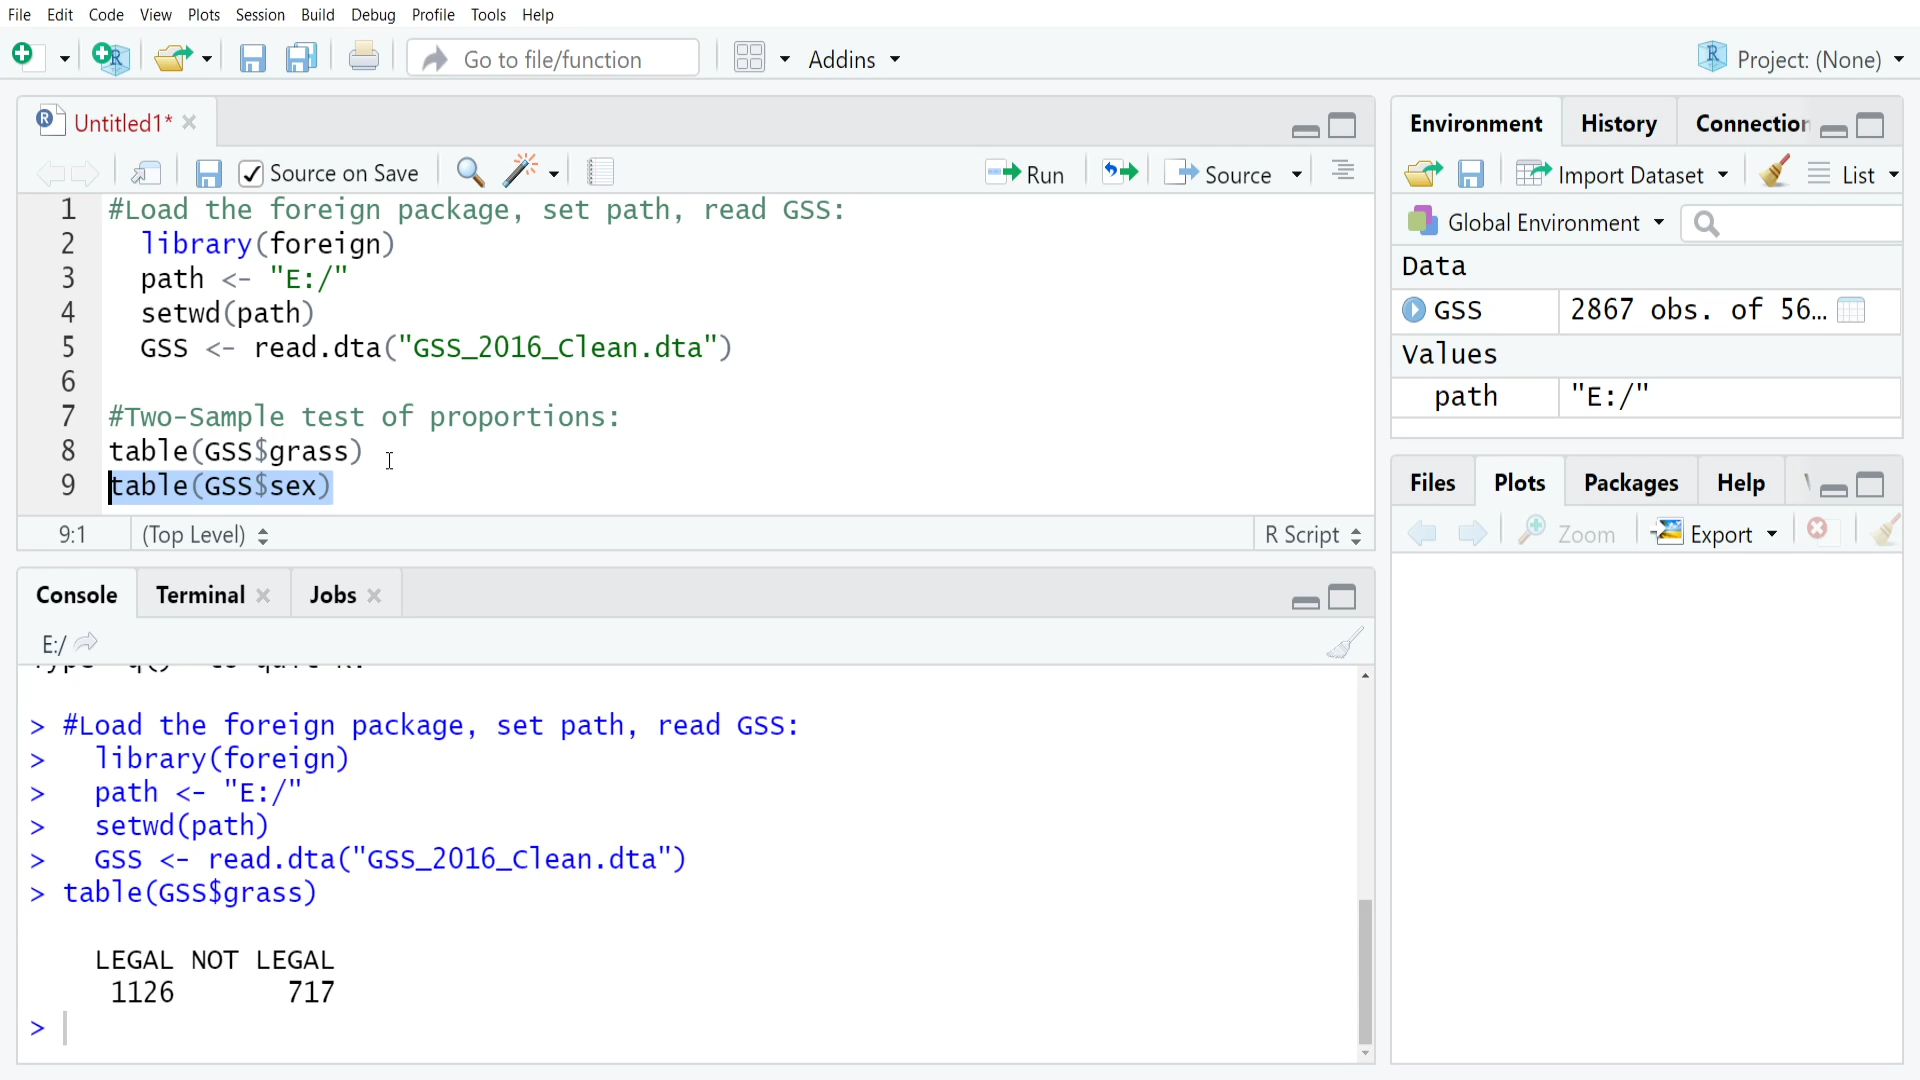 File Edit Code View Plots Session Build Debug Profile Tools Help
Go to file/function Addins Project: (None)
Untitled1*
Source on Save Run Source
1 #Load the foreign package, set path, read GSS:
2 library(foreign)
3 path <- "E:/"
4 setwd(path)
5 GSS <- read.dta("GSS_2016_Clean.dta")
6
7 #Two-Sample test of proportions:
8 table(GSS$grass)
9 table(GSS$sex)
9:1 (Top Level) R Script
Console Terminal Jobs
E:/
> #Load the foreign package, set path, read GSS:
> library(foreign)
> path <- "E:/"
> setwd(path)
> GSS <- read.dta("GSS_2016_Clean.dta")
> table(GSS$grass)
LEGAL NOT LEGAL
1126 717
>
Environment History Connection
Import Dataset List
Global Environment
Data
GSS 2867 obs. of 56...
Values
path "E:/"
Files Plots Packages Help
Zoom Export